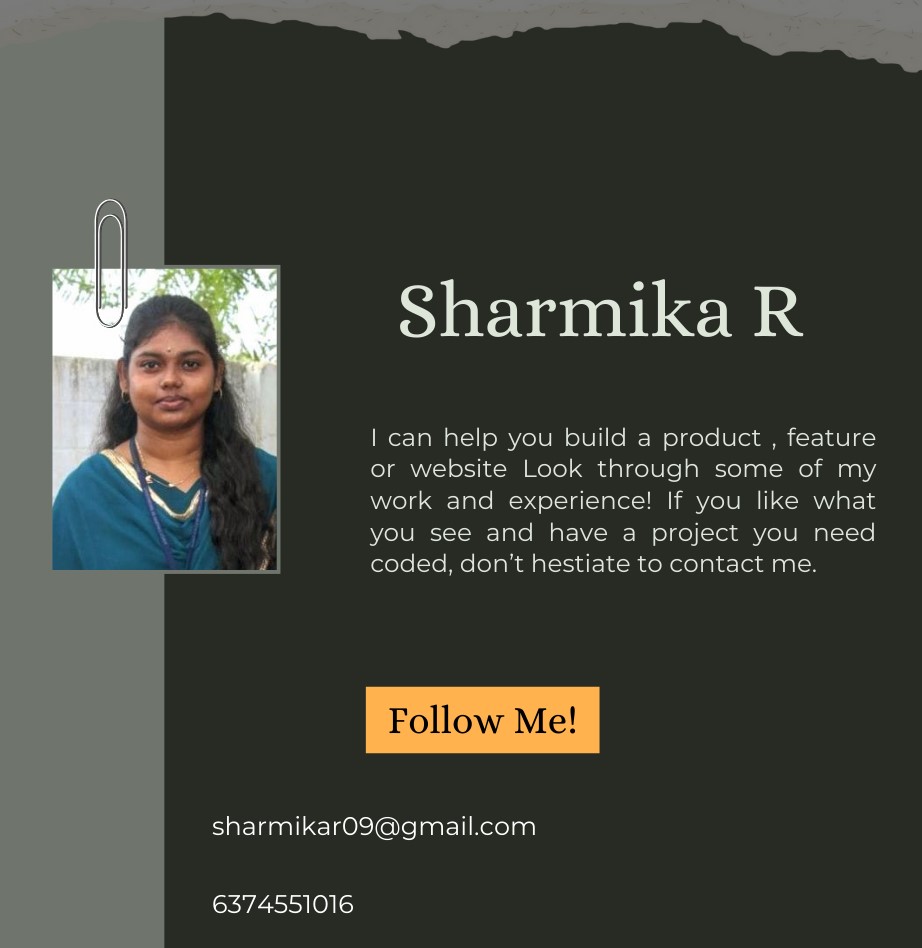 Sharmika R
I can help you build a product , feature
or website Look through some of my
work and experience! If you like what
you see and have a project you need
coded, don’t hestiate to contact me.
Follow Me!
sharmikar09@gmail.com
6374551016